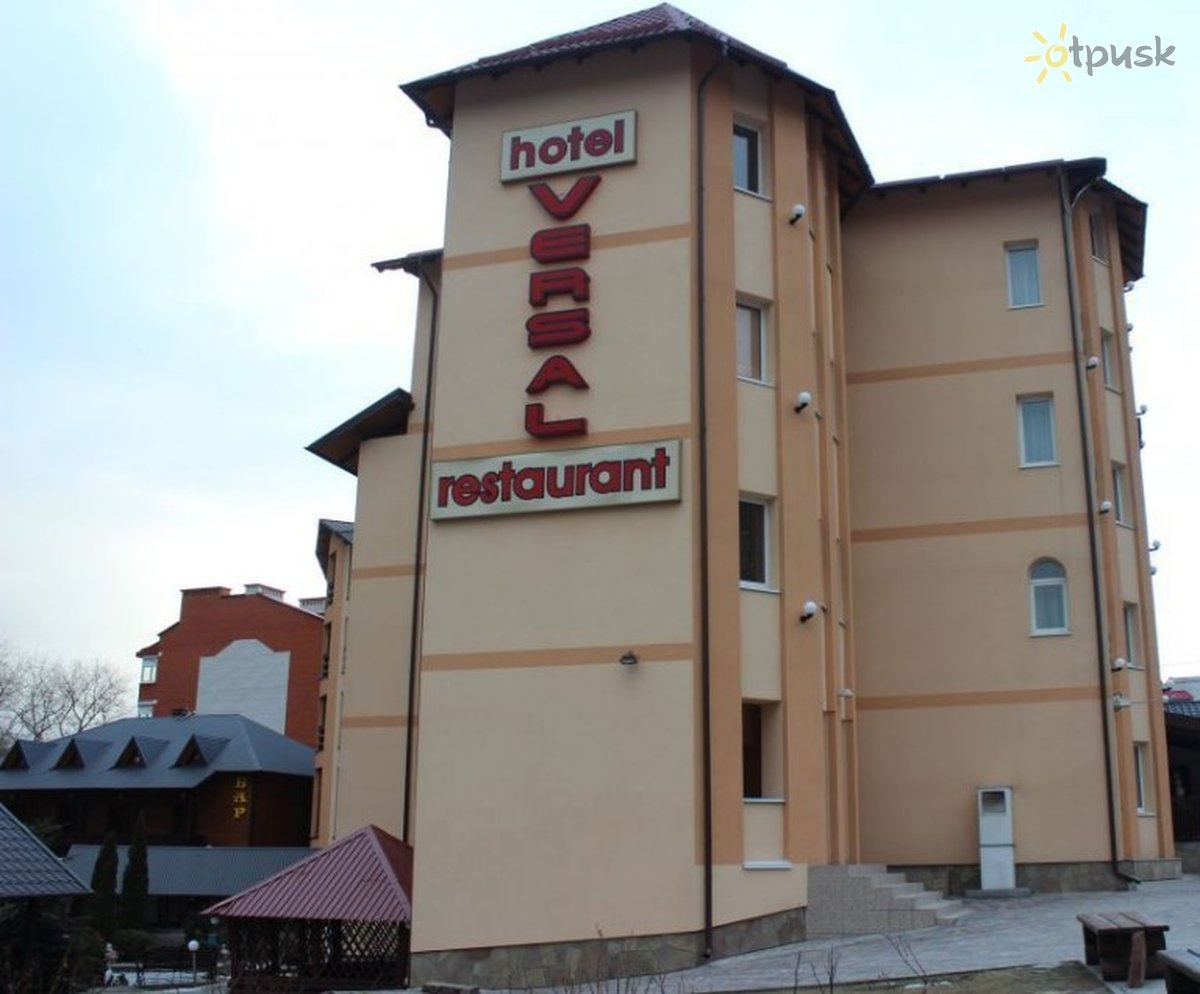 otpusk
hotel
VERSAL
restaurant
БАР